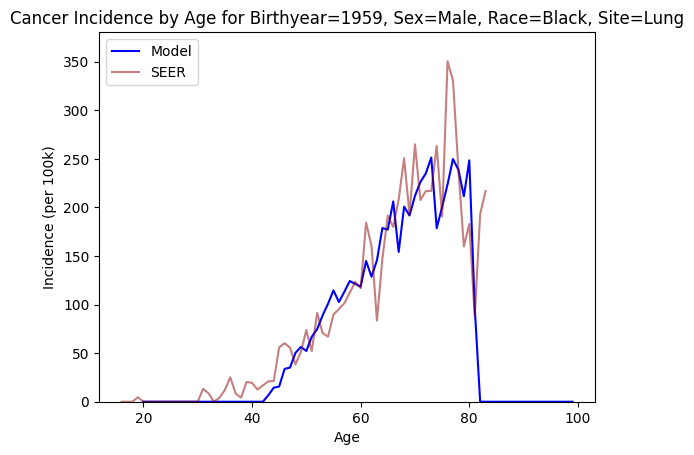 Cancer Incidence by Age for Birthyear=1959, Sex=Male, Race=Black, Site=Lung
Model
SEER
Incidence (per 100k)
350
300
250
200
150
100
50
0
20 40 60 80 100
Age